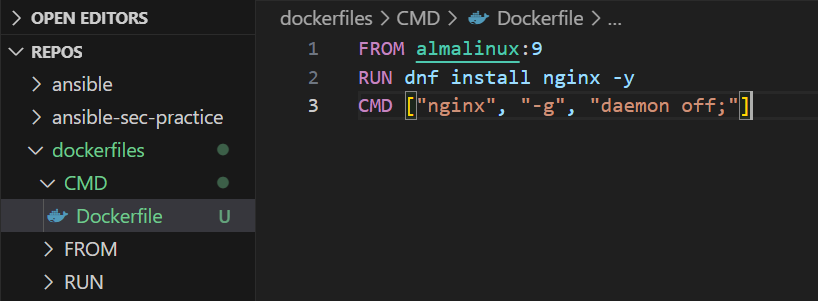 OPEN EDITORS
REPOS
ansible
ansible-sec-practice
dockerfiles
CMD
Dockerfile U
FROM
RUN
dockerfiles > CMD > Dockerfile > ...
1 FROM almalinux:9
2 RUN dnf install nginx -y
3 CMD ["nginx", "-g", "daemon off;"]